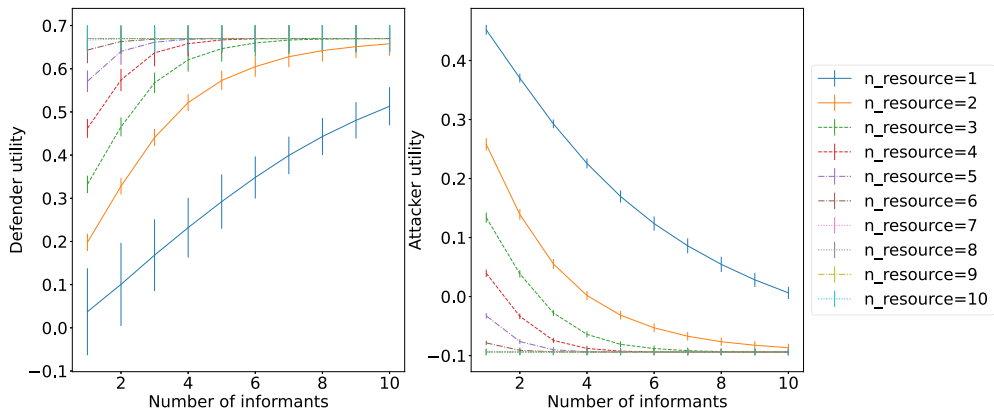 0.7
0.6
0.5
0.4
0.3
0.2
0.1
0.0
−0.1
Defender utility
2 4 6 8 10
Number of informants
0.4
0.3
0.2
0.1
0.0
−0.1
Attacker utility
2 4 6 8 10
Number of informants
n_resource=1
n_resource=2
n_resource=3
n_resource=4
n_resource=5
n_resource=6
n_resource=7
n_resource=8
n_resource=9
n_resource=10